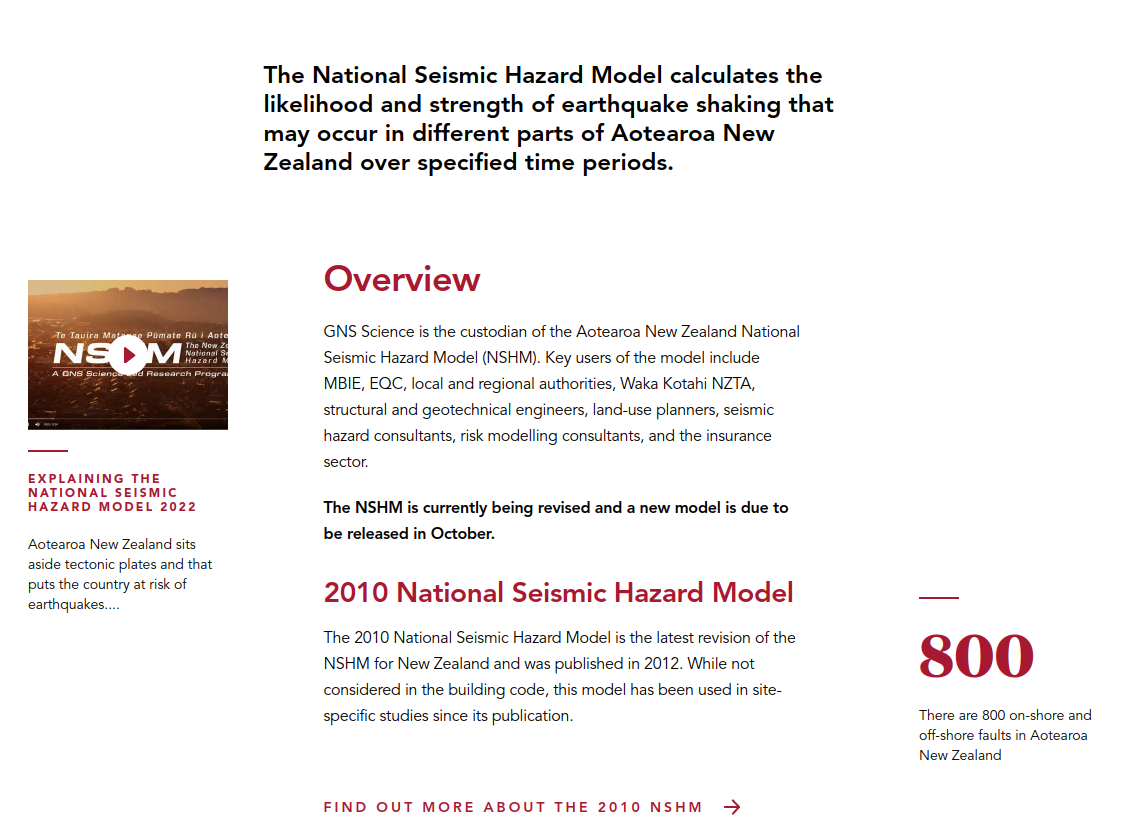 The National Seismic Hazard Model calculates the
likelihood and strength of earthquake shaking that
may occur in different parts of Aotearoa New
Zealand over specified time periods.
Te Tauira Matapae Pūmate Rū i Aote
The New Ze
National Se
Hazard M
A GNS Science Research Progra
EXPLAINING THE
NATIONAL SEISMIC
HAZARD MODEL 2022
Aotearoa New Zealand sits
aside tectonic plates and that
puts the country at risk of
earthquakes....
Overview
GNS Science is the custodian of the Aotearoa New Zealand National
Seismic Hazard Model (NSHM). Key users of the model include
MBIE, EQC, local and regional authorities, Waka Kotahi NZTA,
structural and geotechnical engineers, land-use planners, seismic
hazard consultants, risk modelling consultants, and the insurance
sector.
The NSHM is currently being revised and a new model is due to
be released in October.
2010 National Seismic Hazard Model
The 2010 National Seismic Hazard Model is the latest revision of the
NSHM for New Zealand and was published in 2012. While not
considered in the building code, this model has been used in site-
specific studies since its publication.
FIND OUT MORE ABOUT THE 2010 NSHM
800
There are 800 on-shore and
off-shore faults in Aotearoa
New Zealand